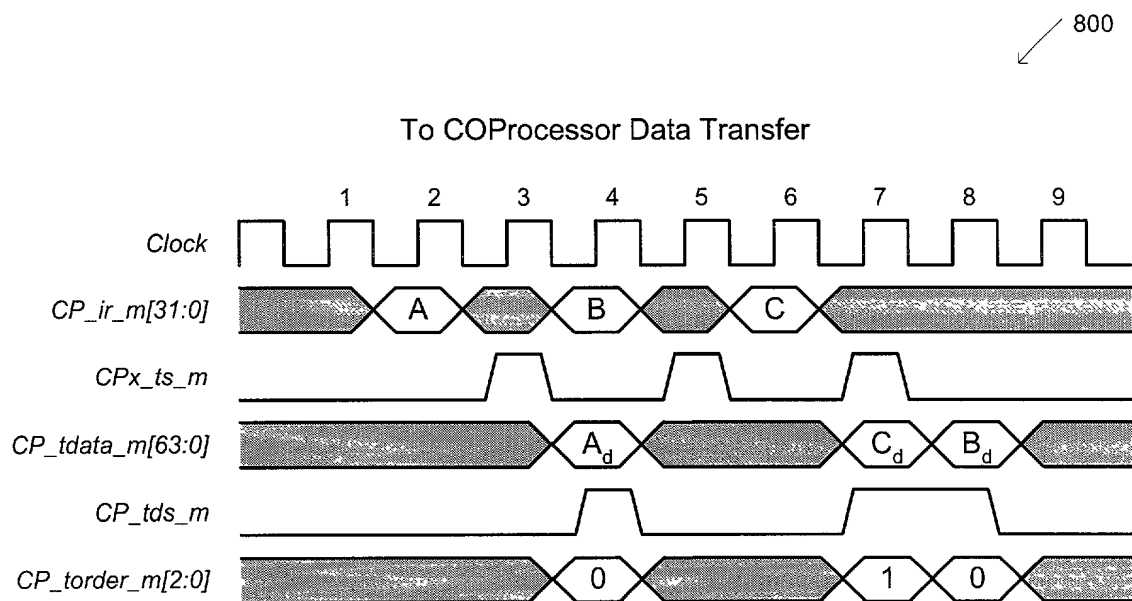 800
To COProcessor Data Transfer
1 2 3 4 5 6 7 8 9
Clock
CP_ir_m[31:0] A B C
CPx_ts_m
CP_tdata_m[63:0] Ad Cd Bd
CP_tds_m
CP_torder_m[2:0] 0 1 0